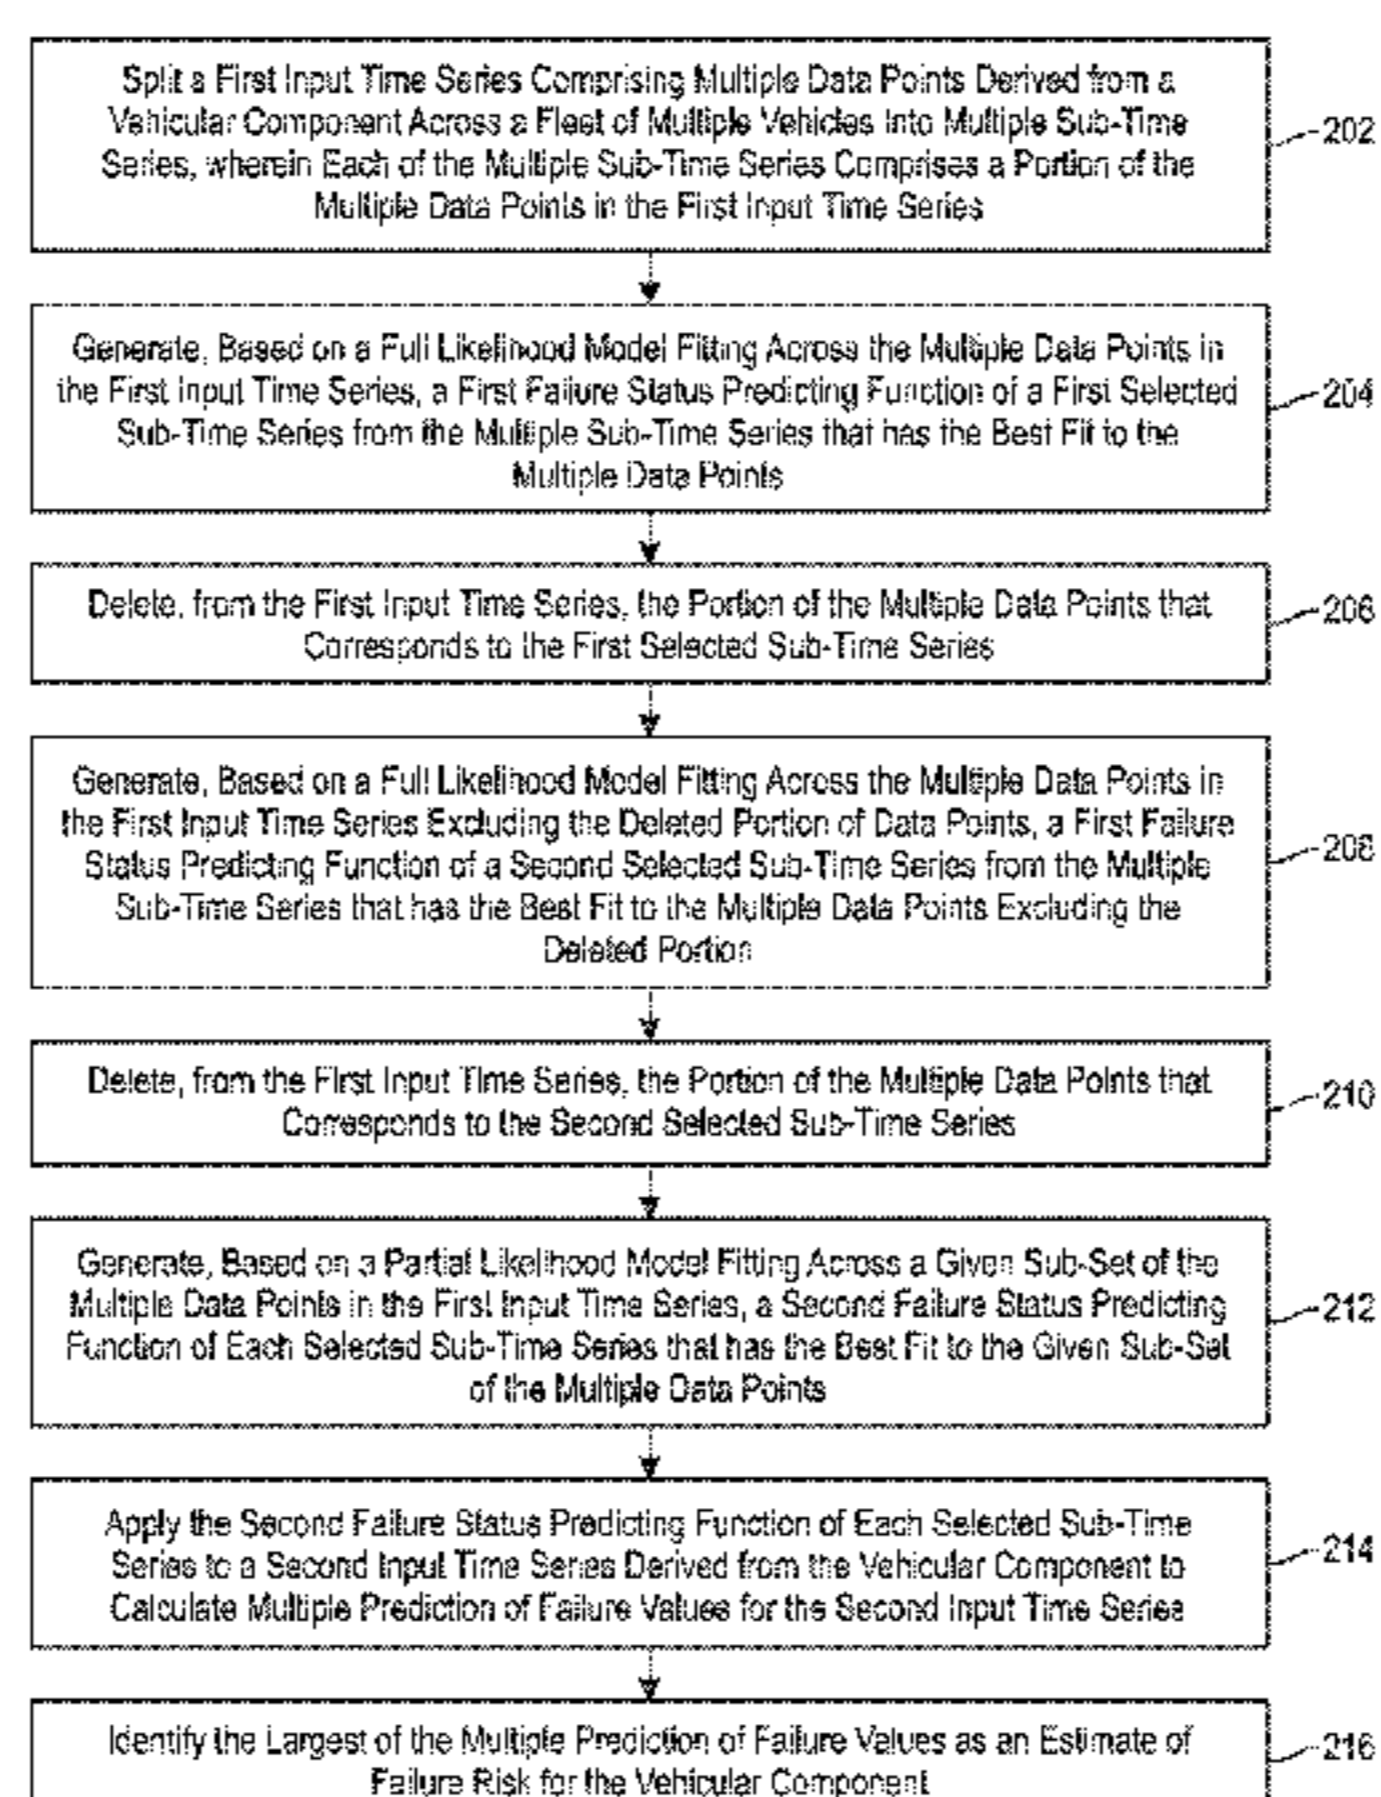 Split a First Input Time Series Comprising Multiple Data Points Derived from a
Vehicular Component Across a Fleet of Multiple Vehicles Into Multiple Sub-Time
Series, wherein Each of the Multiple Sub-Time Series Comprises a Portion of the
Multiple Data Points in the First Input Time Series
202
Generate, Based on a Full Likelihood Model Fitting Across the Multiple Data Points in
the First Input Time Series, a First Failure Status Predicting Function of a First Selected
Sub-Time Series from the Multiple Sub-Time Series that has the Best Fit to the
Multiple Data Points
204
Delete, from the First Input Time Series, the Portion of the Multiple Data Points that
Corresponds to the First Selected Sub-Time Series
206
Generate, Based on a Full Likelihood Model Fitting Across the Multiple Data Points in
the First Input Time Series Excluding the Deleted Portion of Data Points, a First Failure
Status Predicting Function of a Second Selected Sub-Time Series from the Multiple
Sub-Time Series that has the Best Fit to the Multiple Data Points Excluding the
Deleted Portion
208
Delete, from the First Input Time Series, the Portion of the Multiple Data Points that
Corresponds to the Second Selected Sub-Time Series
210
Generate, Based on a Partial Likelihood Model Fitting Across a Given Sub-Set of the
Multiple Data Points in the First Input Time Series, a Second Failure Status Predicting
Function of Each Selected Sub-Time Series that has the Best Fit to the Given Sub-Set
of the Multiple Data Points
212
Apply the Second Failure Status Predicting Function of Each Selected Sub-Time
Series to a Second Input Time Series Derived from the Vehicular Component to
Calculate Multiple Prediction of Failure Values for the Second Input Time Series
214
Identify the Largest of the Multiple Prediction of Failure Values as an Estimate of
Failure Risk for the Vehicular Component
216